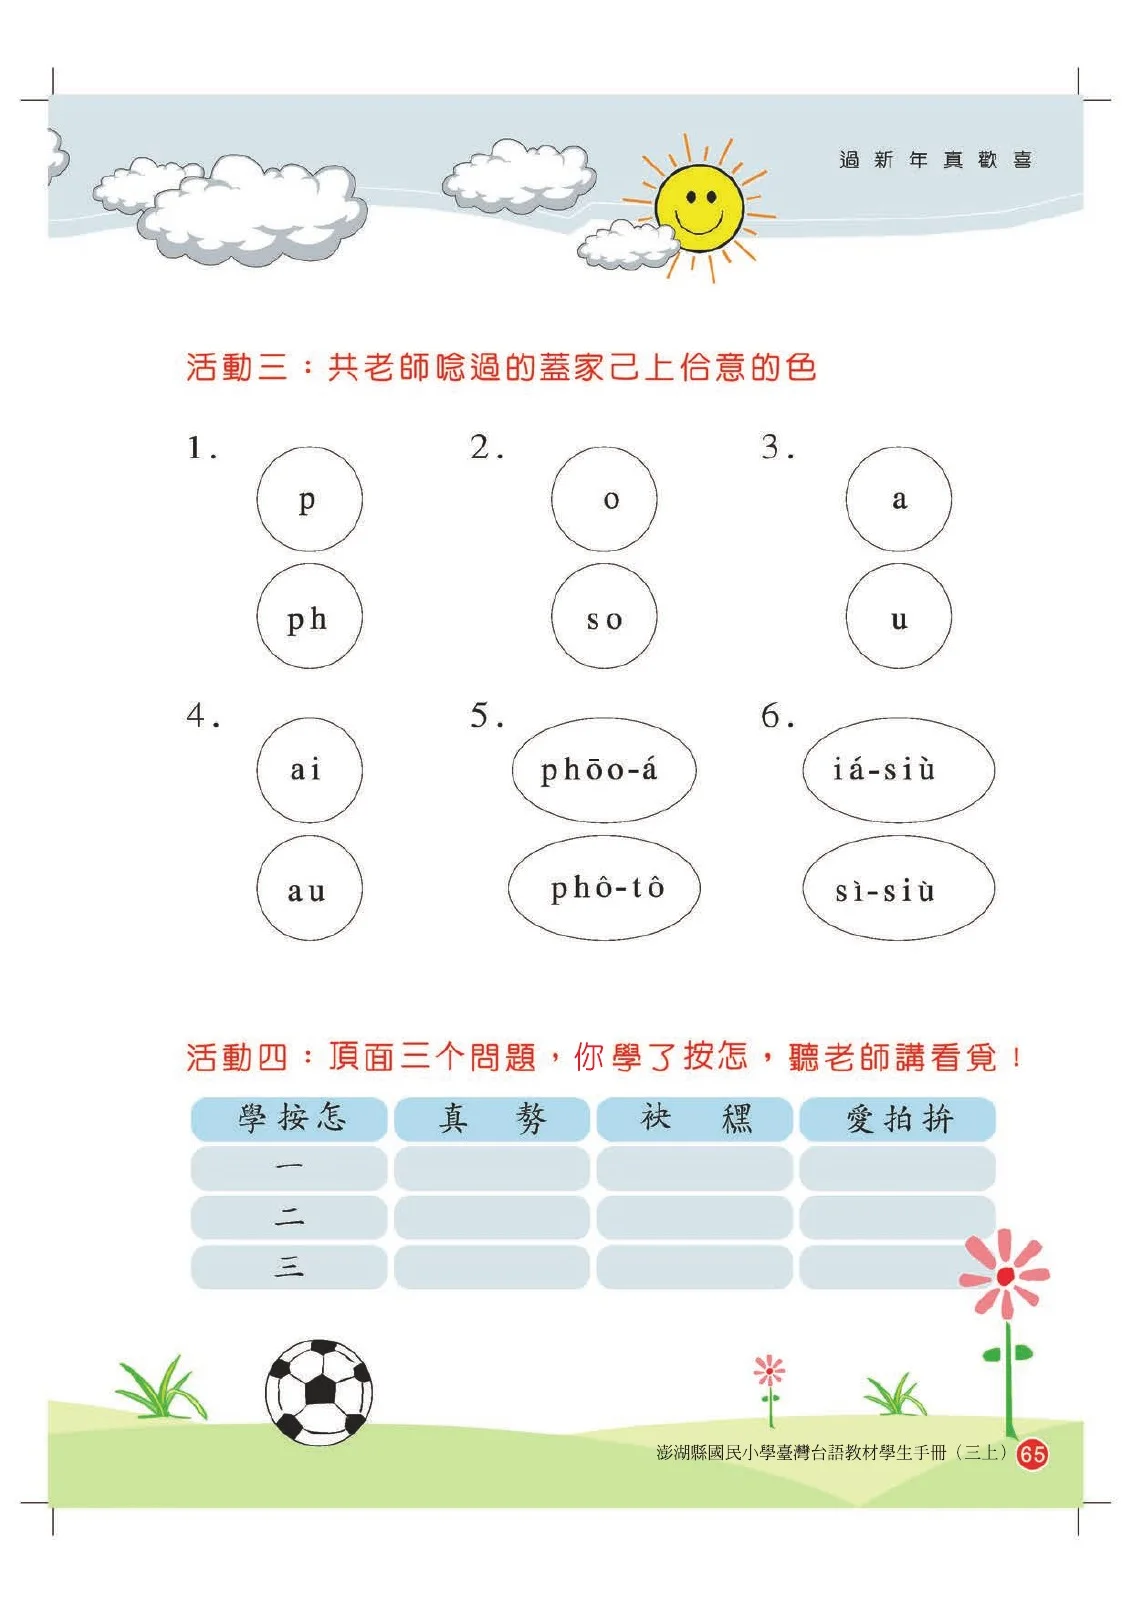 過新年真歡喜
活動三：共老師唸過的蓋家己上佮意的色
1. 2. 3.
p o a
ph so u
4. 5. 6.
ai phōo-á iá-siù
au phô-tô sì-siù
活動四：頂面三个問題，你學了按怎，聽老師講看覓！
學按怎 真 勢 袂 䆀 愛拍拚
一
二
三
澎湖縣國民小學臺灣台語教材學生手冊（三上） 65